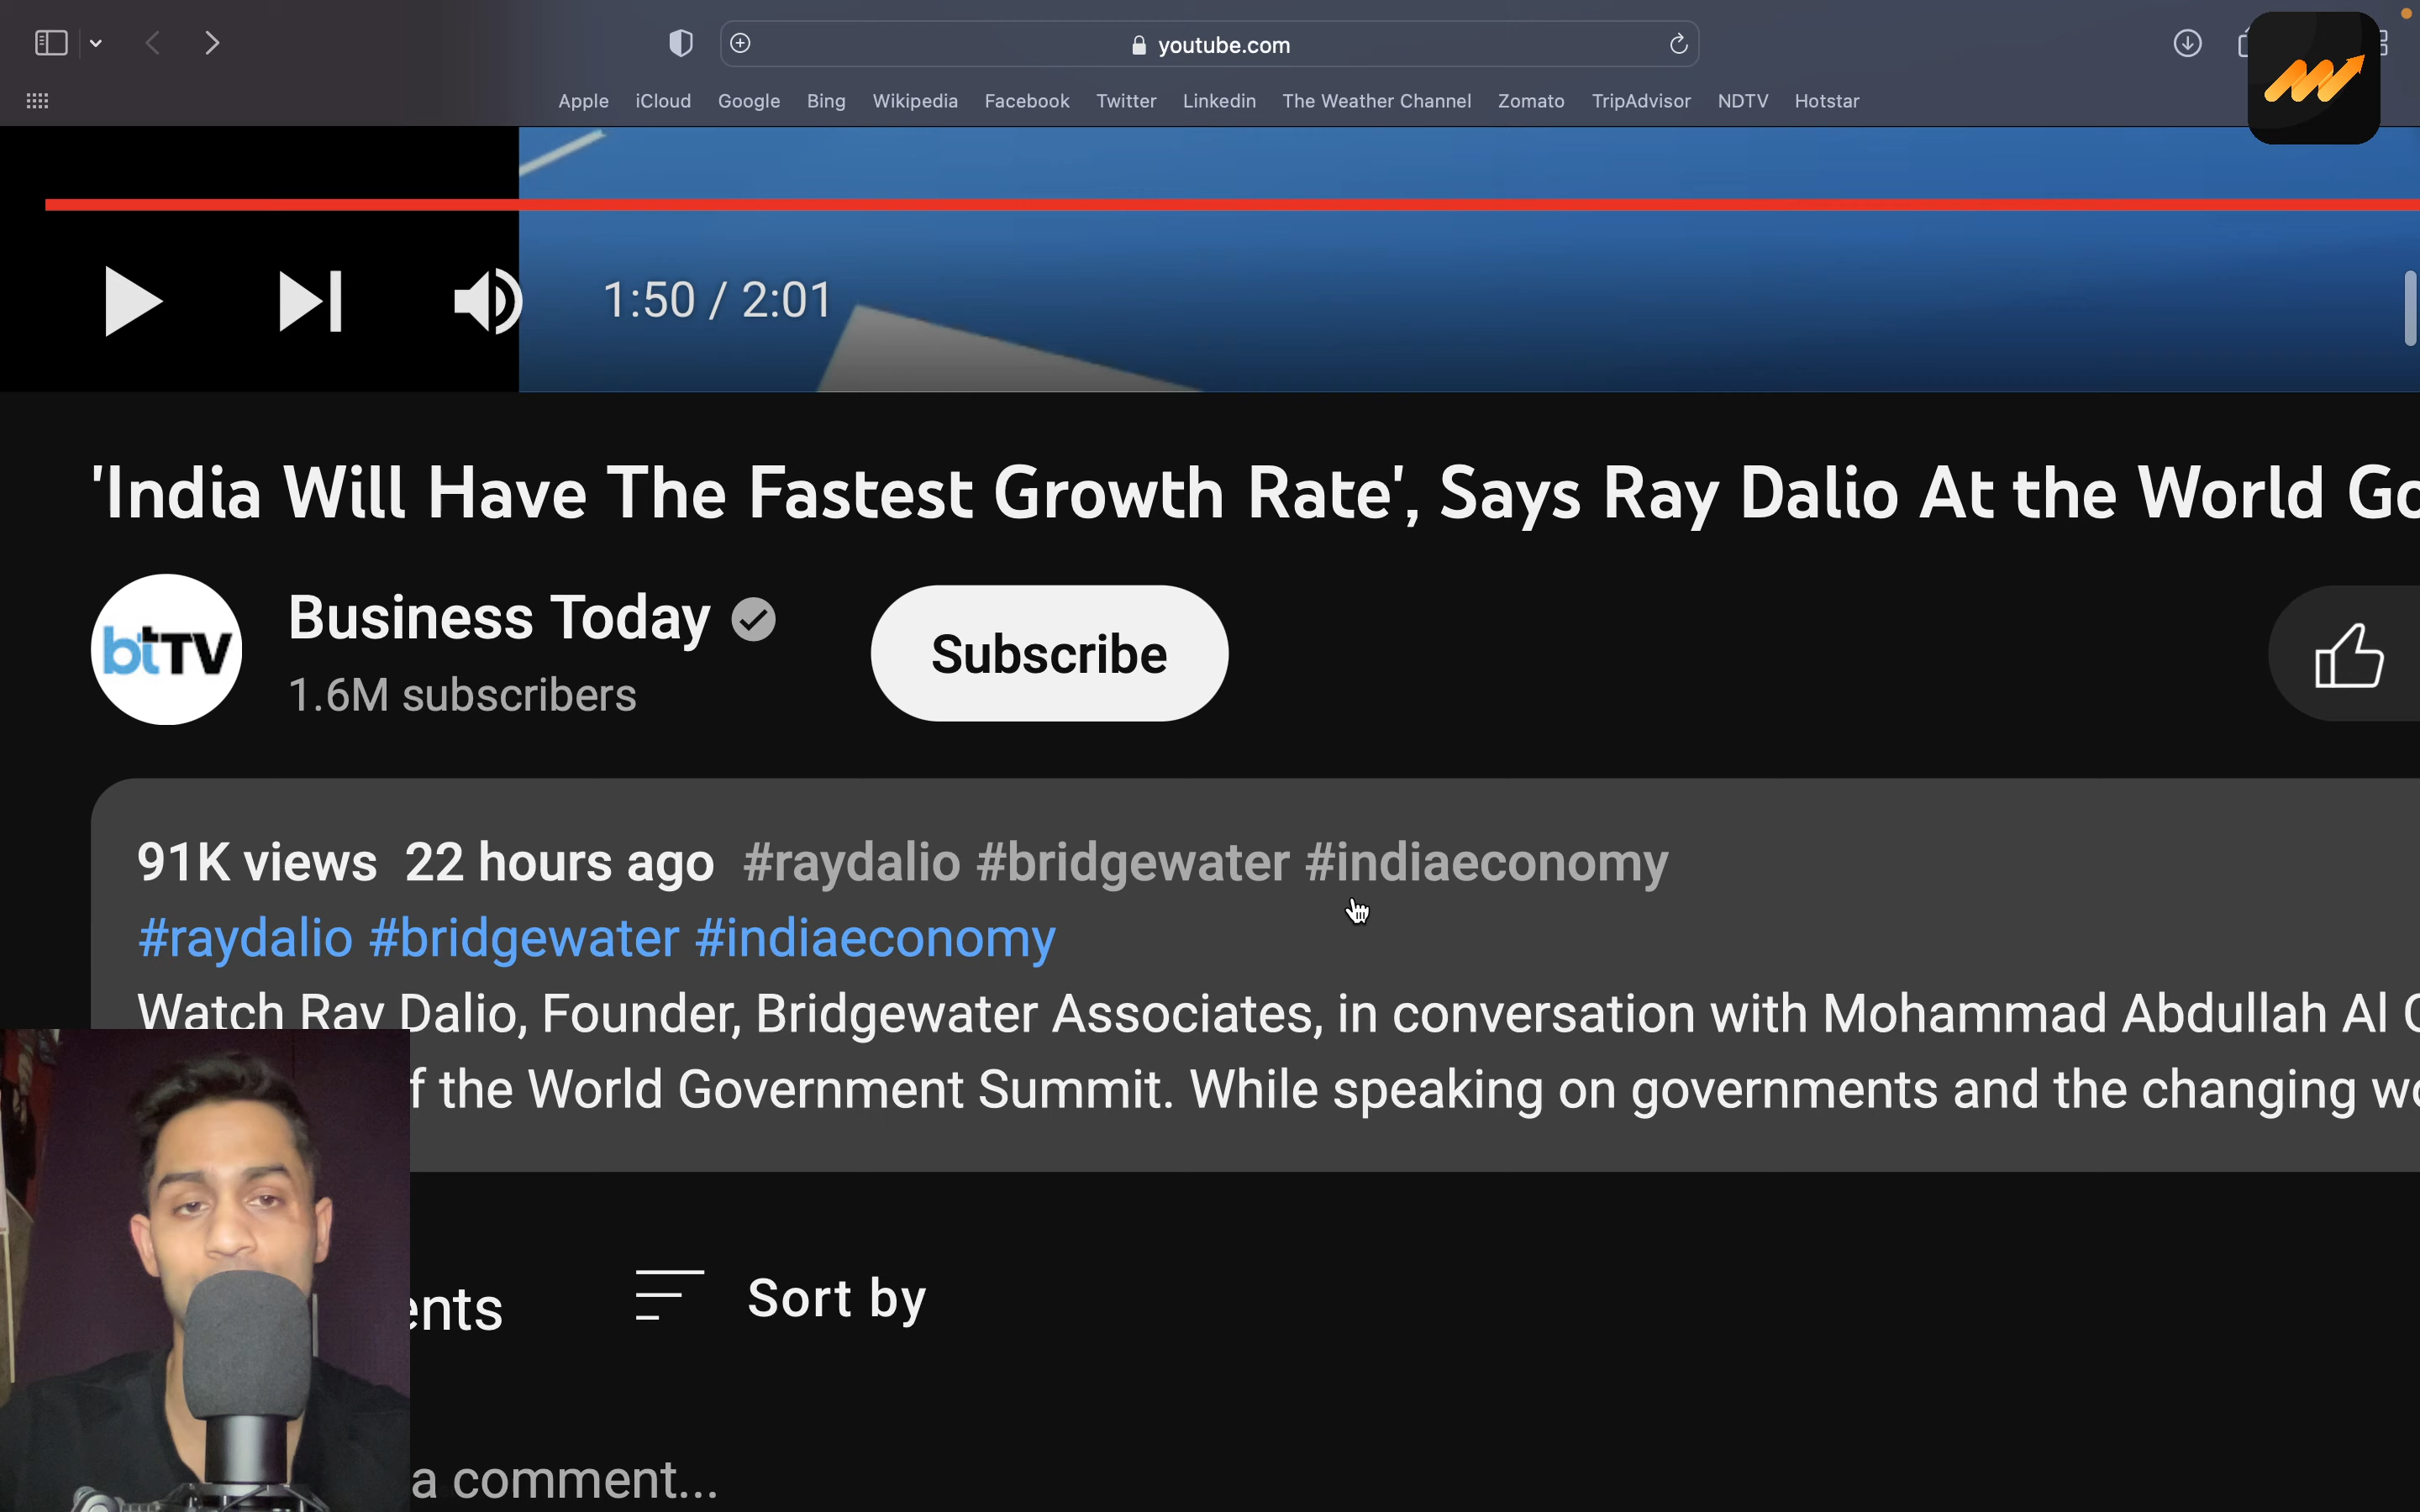 youtube.com
Apple iCloud Google Bing Wikipedia Facebook Twitter Linkedin The Weather Channel Zomato TripAdvisor NDTV Hotstar
1:50 / 2:01
'India Will Have The Fastest Growth Rate', Says Ray Dalio At the World Go
btTV
Business Today
1.6M subscribers
Subscribe
91K views 22 hours ago #raydalio #bridgewater #indiaeconomy
#raydalio #bridgewater #indiaeconomy
Watch Ray Dalio, Founder, Bridgewater Associates, in conversation with Mohammad Abdullah Al
f the World Government Summit. While speaking on governments and the changing wo
ents
Sort by
a comment...